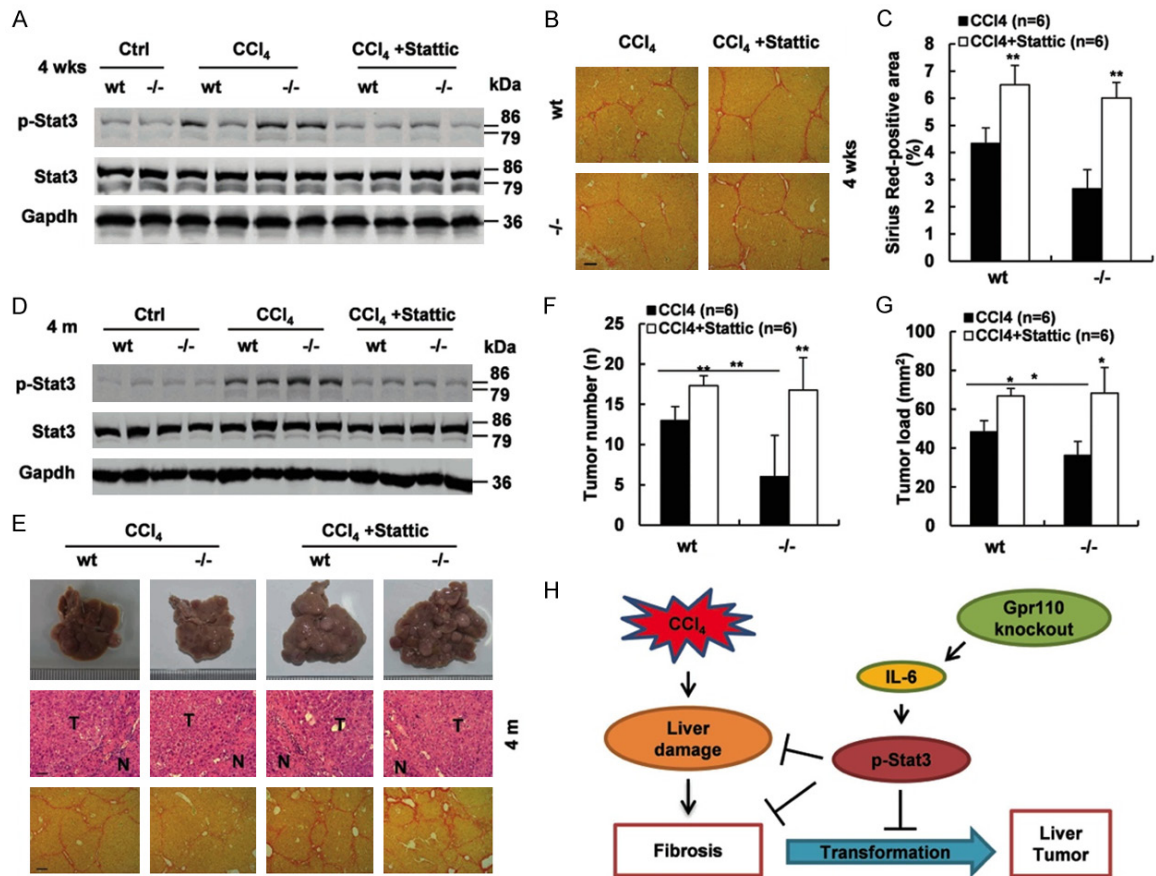 A
Ctrl CCl₄ CCl₄ +Stattic
4 wks wt -/- wt -/- wt -/- kDa
p-Stat3 86
79
Stat3 86
79
Gapdh 36
B
CCl₄ CCl₄ +Stattic
wt
-/-
4 wks
C
CCl4 (n=6)
CCl4+Stattic (n=6)
Sirius Red-positive area
(%)
8
7
6
5
4
3
2
1
0
** **
wt -/-
D
4 m Ctrl CCl₄ CCl₄ +Stattic
wt -/- wt -/- wt -/- kDa
p-Stat3 86
79
Stat3 86
79
Gapdh 36
E
CCl₄ CCl₄ +Stattic
wt -/- wt -/-
T N T N T N T N
4 m
F
CCl4 (n=6)
CCl4+Stattic (n=6)
Tumor number (n)
25
20
15
10
5
0
** ** **
wt -/-
G
CCl4 (n=6)
CCl4+Stattic (n=6)
Tumor load (mm²)
100
80
60
40
20
0
* * *
wt -/-
H
CCl₄
Gpr110
knockout
IL-6
Liver
damage
p-Stat3
Fibrosis
Transformation
Liver
Tumor